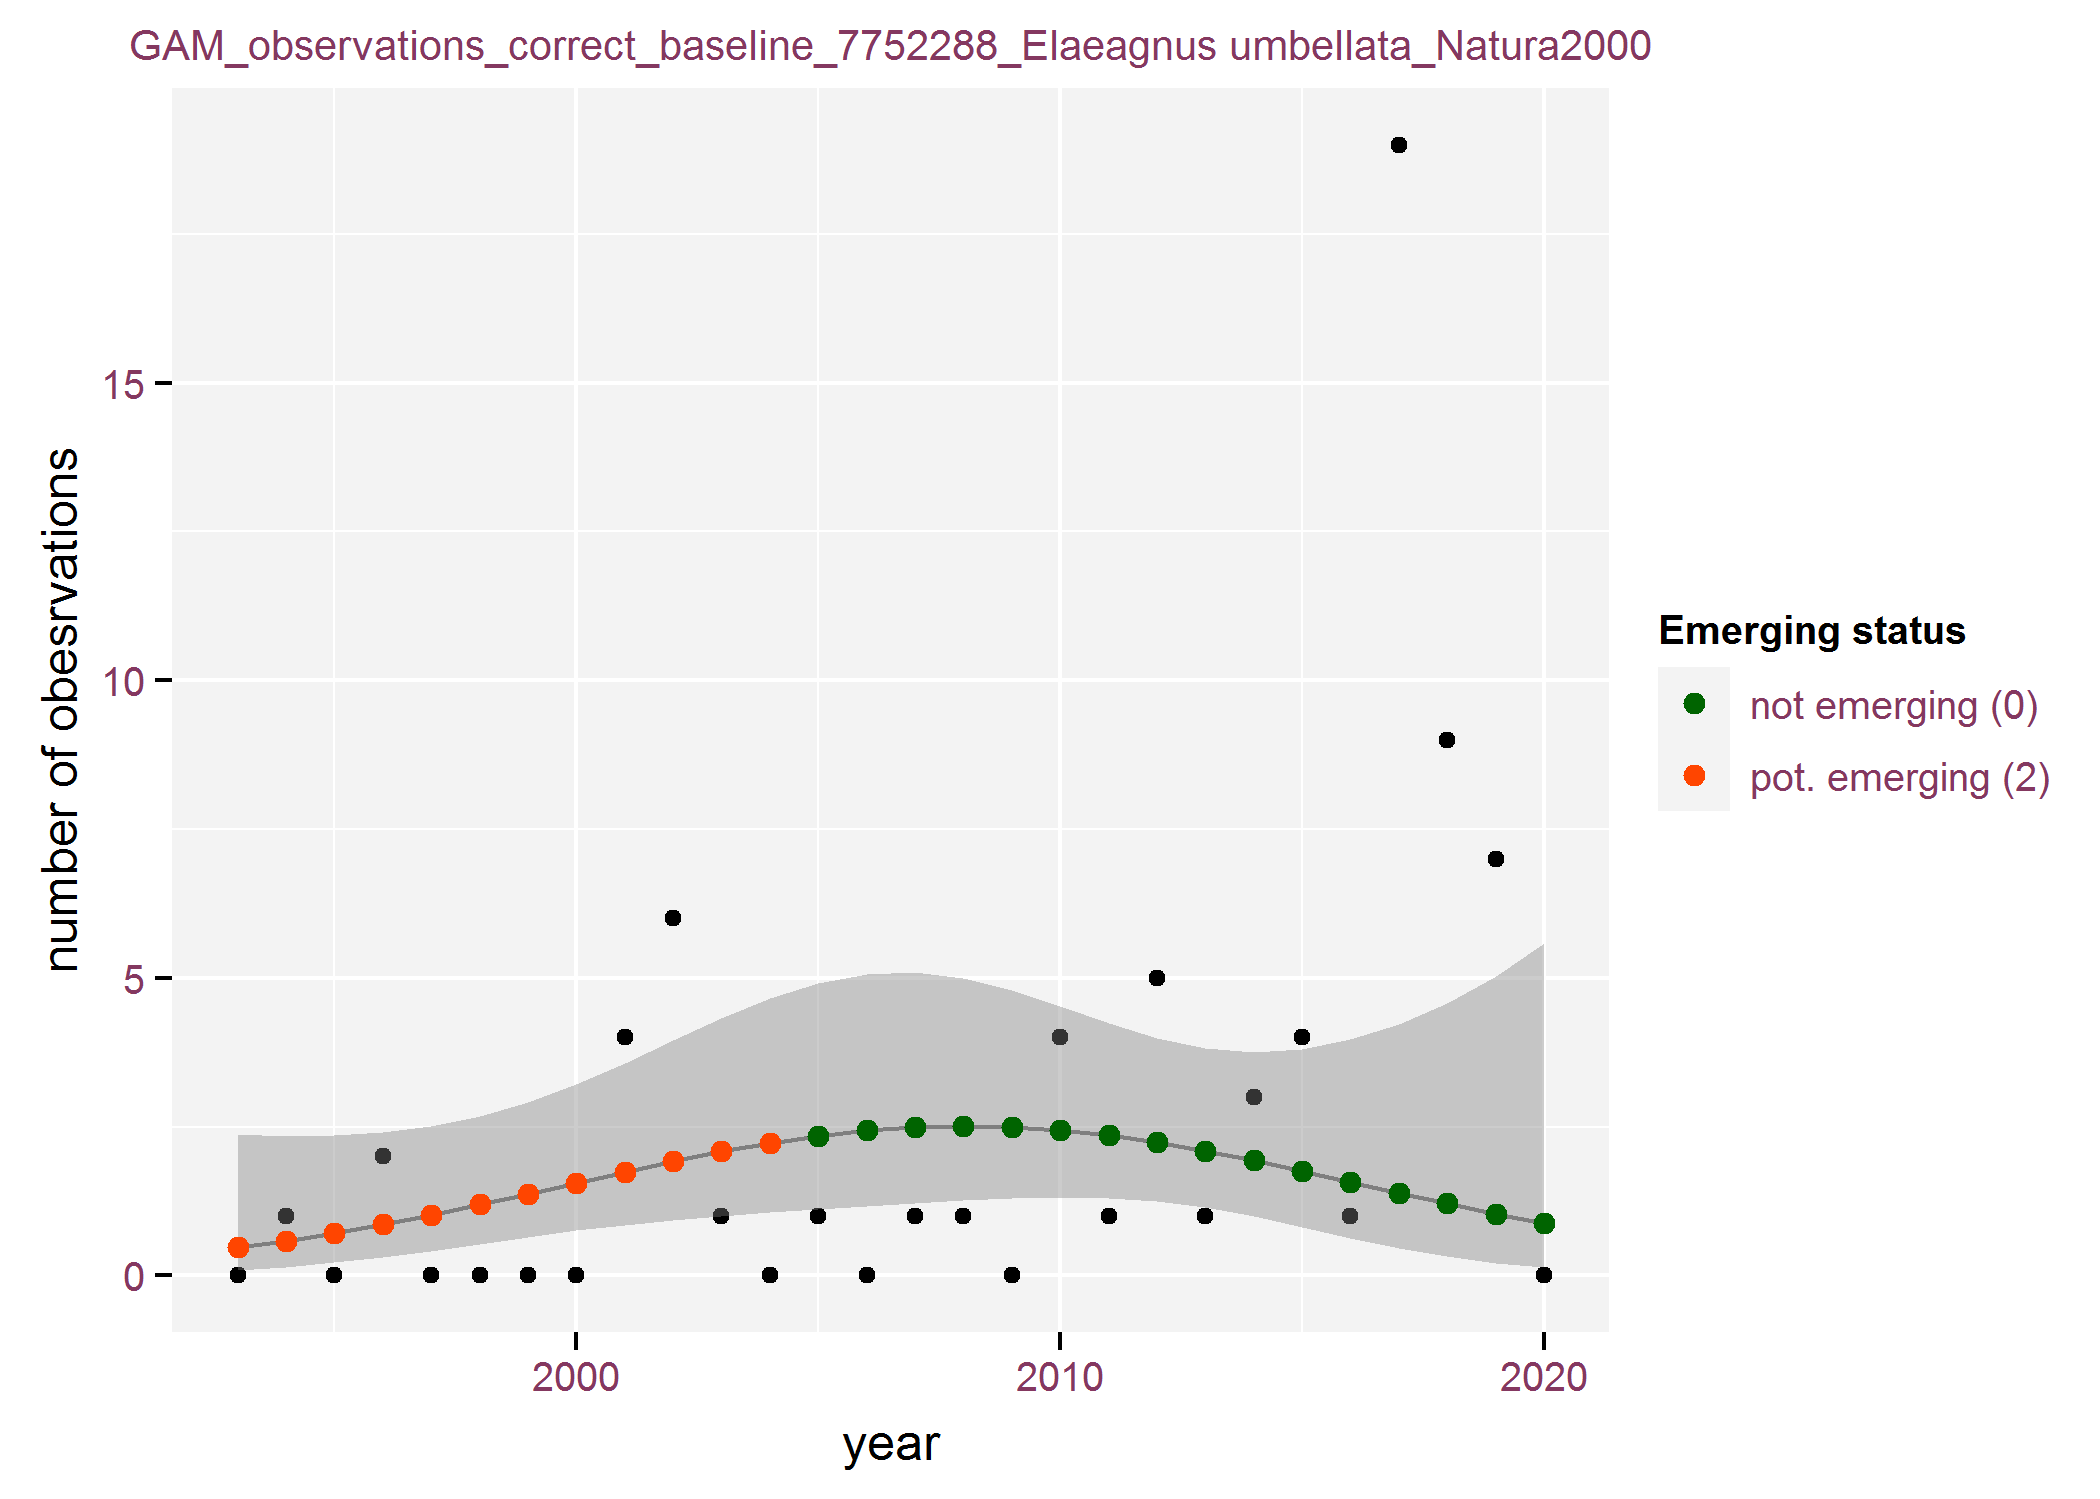 GAM_observations_correct_baseline_7752288_Elaeagnus umbellata_Natura2000
number of obesrvations
15
10
5
0
2000 2010 2020
year
Emerging status
not emerging (0)
pot. emerging (2)